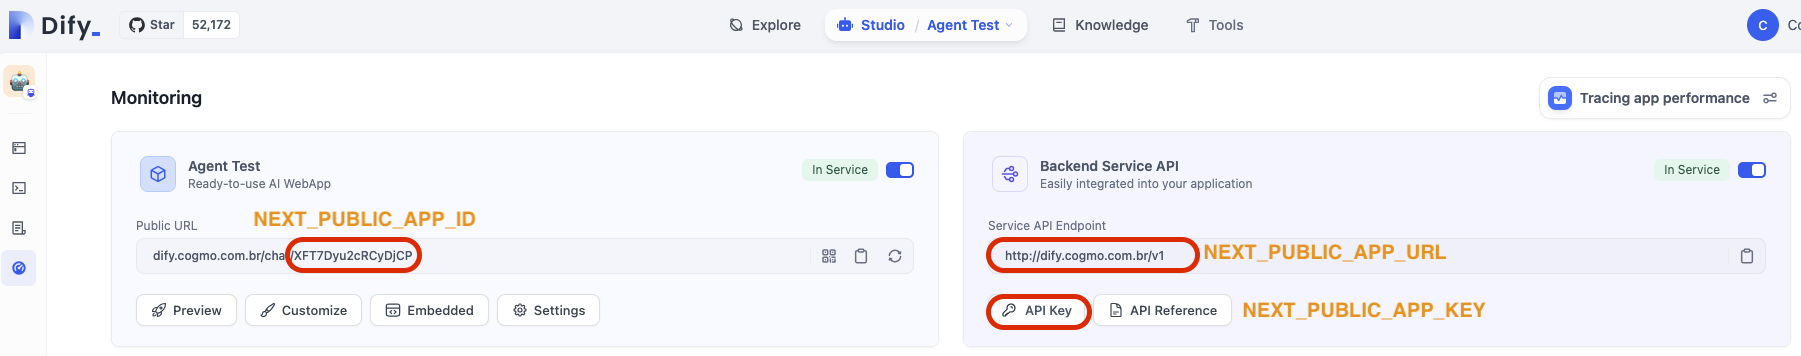 Dify_
Star 52,172
Explore
Studio / Agent Test
Knowledge
Tools
C
Monitoring
Tracing app performance
Agent Test
Ready-to-use AI WebApp
In Service
Public URL
NEXT_PUBLIC_APP_ID
dify.cogmo.com.br/cha/XFT7Dyu2cRCyDjCP
Preview
Customize
Embedded
Settings
Backend Service API
Easily integrated into your application
In Service
Service API Endpoint
http://dify.cogmo.com.br/v1
NEXT_PUBLIC_APP_URL
API Key
API Reference
NEXT_PUBLIC_APP_KEY